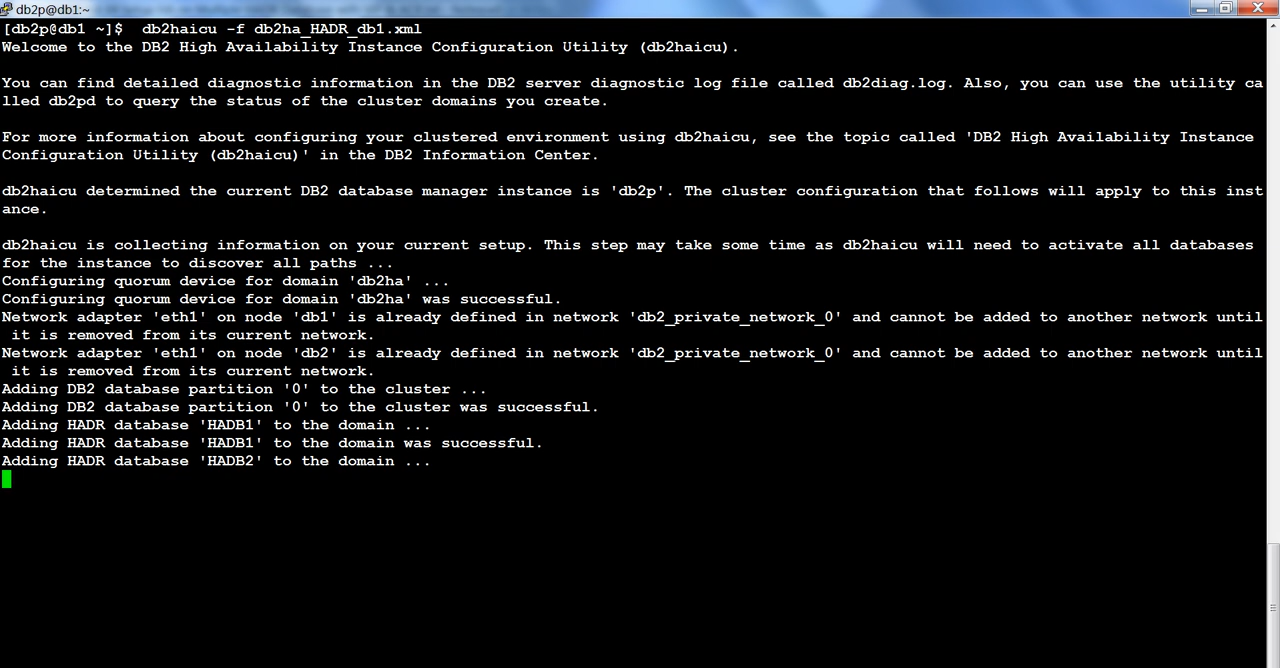 db2p@db1:~
[db2p@db1 ~]$  db2haicu -f db2ha_HADR_db1.xml
Welcome to the DB2 High Availability Instance Configuration Utility (db2haicu).
You can find detailed diagnostic information in the DB2 server diagnostic log file called db2diag.log. Also, you can use the utility ca
lled db2pd to query the status of the cluster domains you create.
For more information about configuring your clustered environment using db2haicu, see the topic called 'DB2 High Availability Instance
Configuration Utility (db2haicu)' in the DB2 Information Center.
db2haicu determined the current DB2 database manager instance is 'db2p'. The cluster configuration that follows will apply to this inst
ance.
db2haicu is collecting information on your current setup. This step may take some time as db2haicu will need to activate all databases
for the instance to discover all paths ...
Configuring quorum device for domain 'db2ha' ...
Configuring quorum device for domain 'db2ha' was successful.
Network adapter 'eth1' on node 'db1' is already defined in network 'db2_private_network_0' and cannot be added to another network until
 it is removed from its current network.
Network adapter 'eth1' on node 'db2' is already defined in network 'db2_private_network_0' and cannot be added to another network until
 it is removed from its current network.
Adding DB2 database partition '0' to the cluster ...
Adding DB2 database partition '0' to the cluster was successful.
Adding HADR database 'HADB1' to the domain ...
Adding HADR database 'HADB1' to the domain was successful.
Adding HADR database 'HADB2' to the domain ...